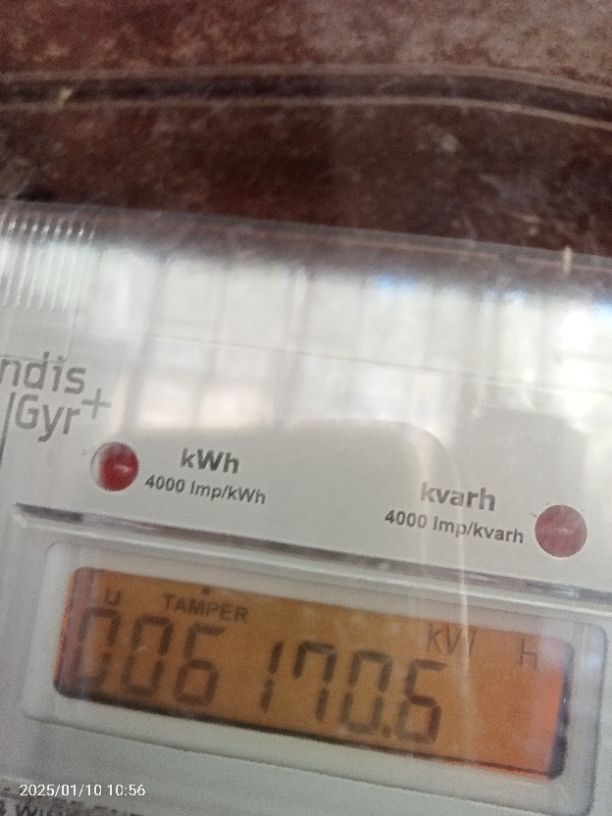 ndis
Gyr+
kWh
4000 imp/kWh
kvarh
4000 imp/kvarh
TAMPER
kW h
006170.6
2025/01/10 10:56